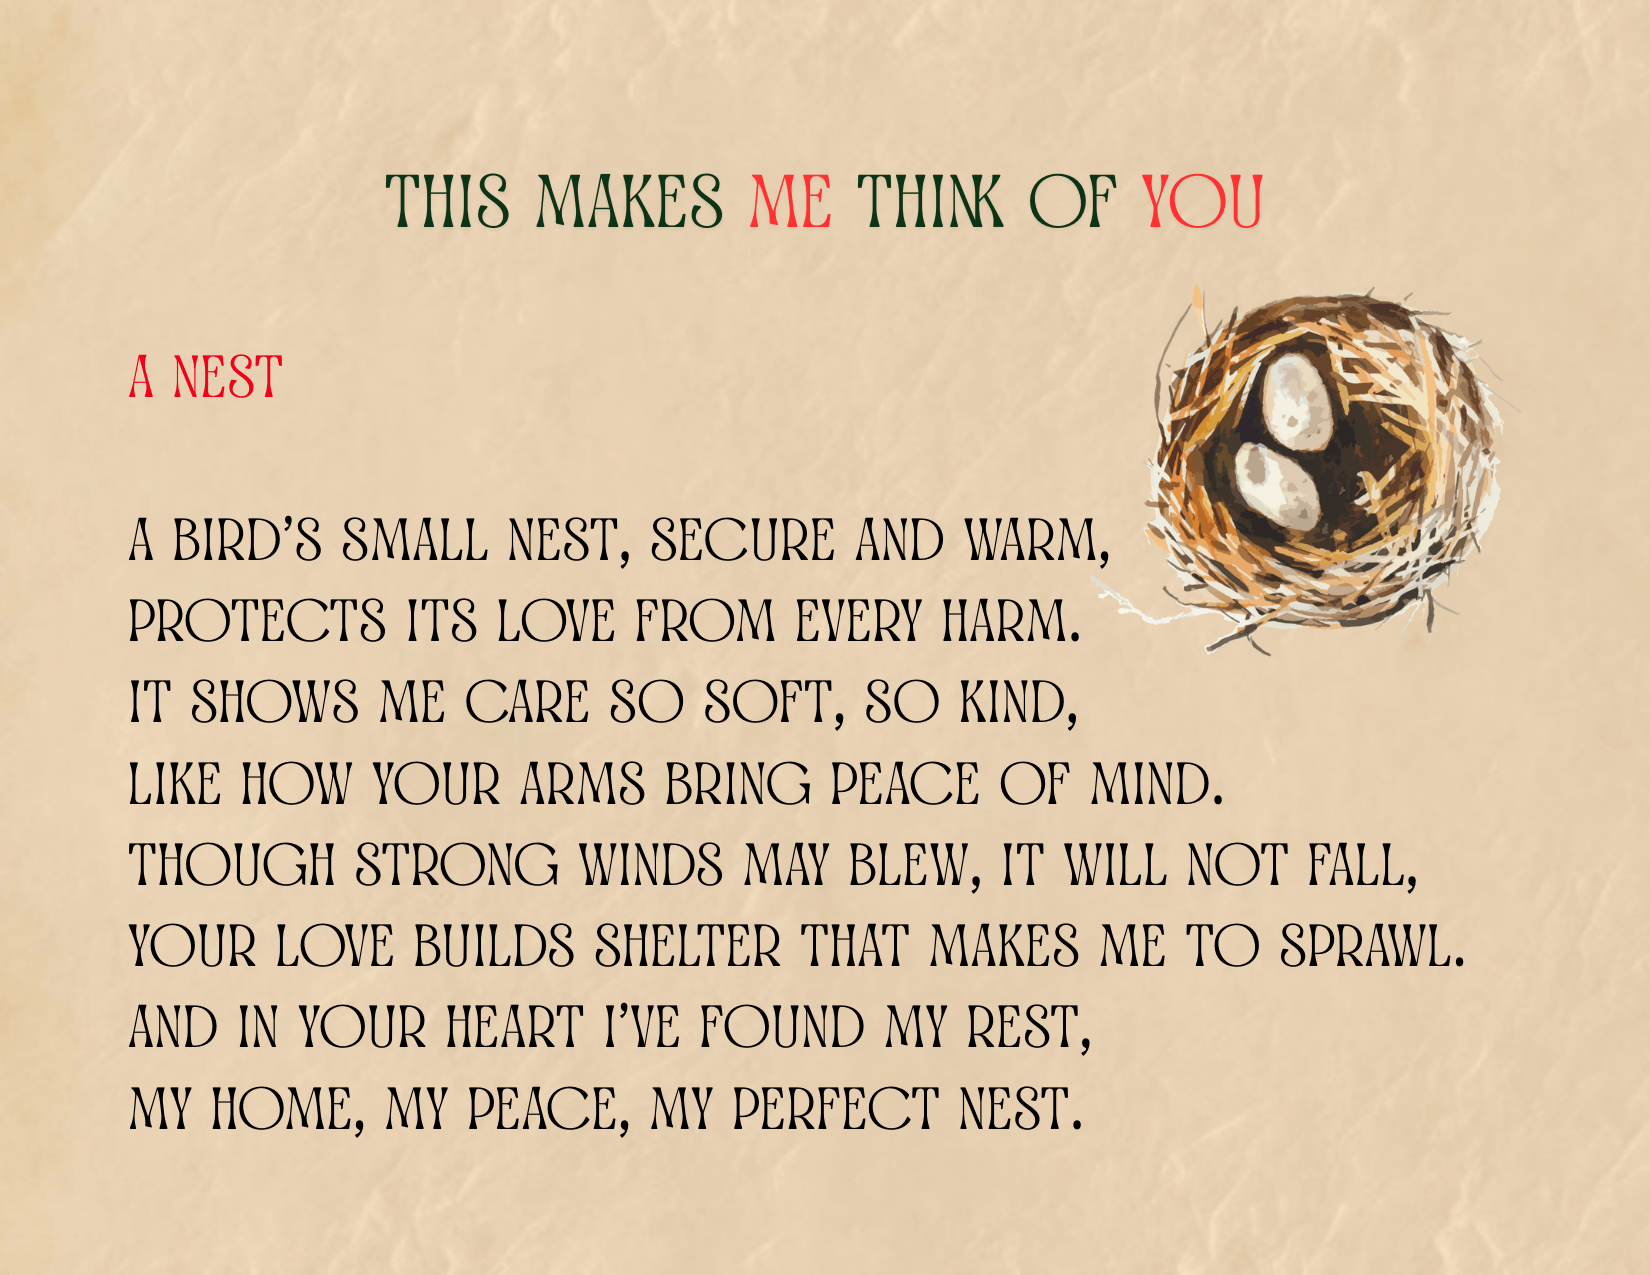 THIS MAKES ME THINK OF YOU
A NEST
A BIRD’S SMALL NEST, SECURE AND WARM,
PROTECTS ITS LOVE FROM EVERY HARM.
IT SHOWS ME CARE SO SOFT, SO KIND,
LIKE HOW YOUR ARMS BRING PEACE OF MIND.
THOUGH STRONG WINDS MAY BLEW, IT WILL NOT FALL,
YOUR LOVE BUILDS SHELTER THAT MAKES ME TO SPRAWL.
AND IN YOUR HEART I’VE FOUND MY REST,
MY HOME, MY PEACE, MY PERFECT NEST.